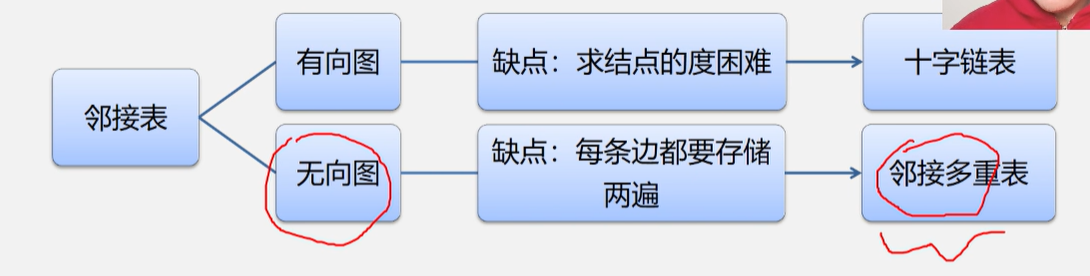 邻接表
有向图
缺点：求结点的度困难
十字链表
无向图
缺点：每条边都要存储
两遍
邻接多重表